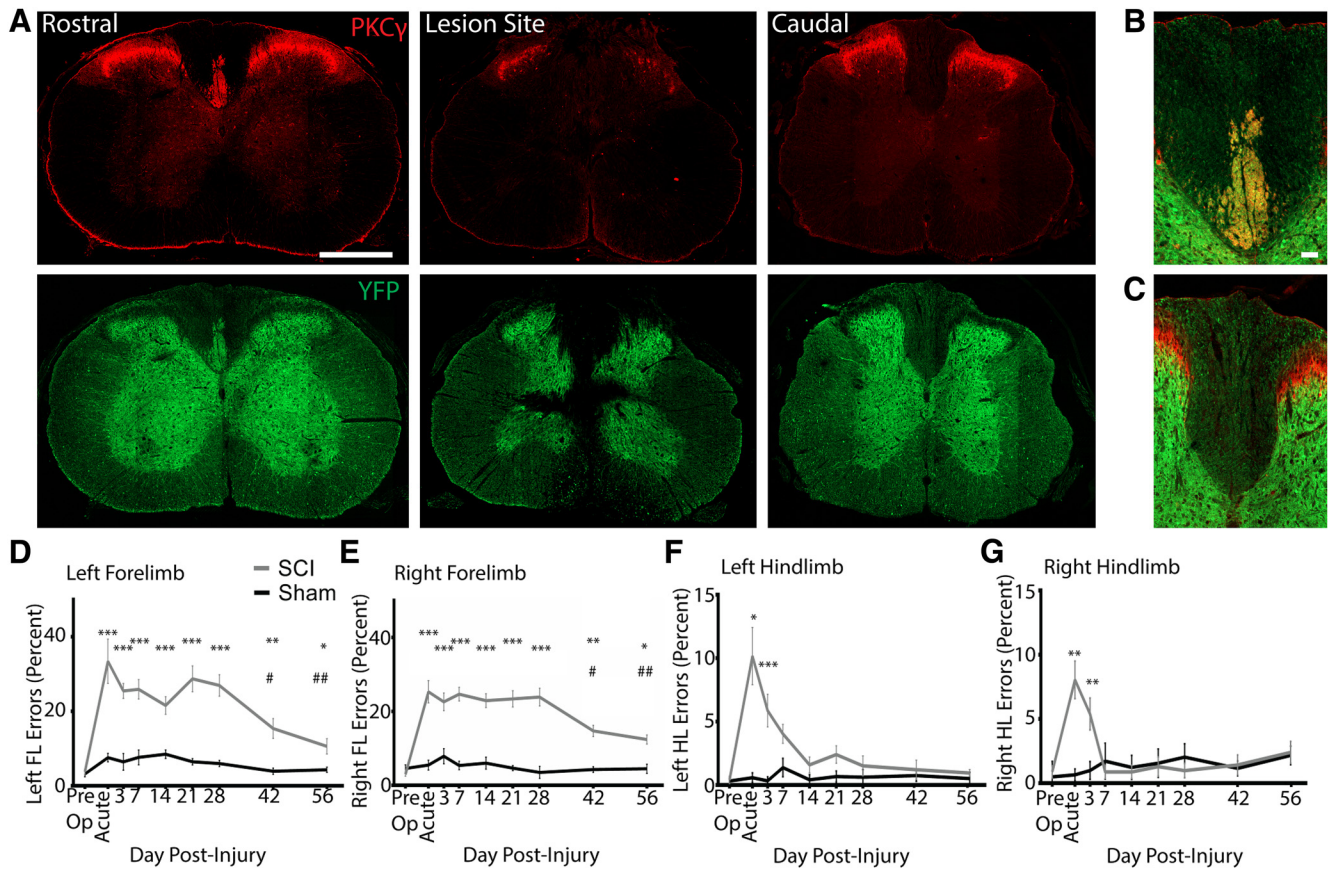 A
Rostral
PKCγ
Lesion Site
Caudal
B
YFP
C
D
Left Forelimb
SCI
Sham
Left FL Errors (Percent)
40
20
0
*** *** *** *** *** *** ** *
# ##
Pre Op Acute 3 7 14 21 28 42 56
Day Post-Injury
E
Right Forelimb
Right FL Errors (Percent)
40
20
0
*** *** *** *** *** *** ** *
# ##
Pre Op Acute 3 7 14 21 28 42 56
Day Post-Injury
F
Left Hindlimb
Left HL Errors (Percent)
15
10
5
0
* ***
Pre Op Acute 3 7 14 21 28 42 56
Day Post-Injury
G
Right Hindlimb
Right HL Errors (Percent)
15
10
5
0
** **
Pre Op Acute 3 7 14 21 28 42 56
Day Post-Injury